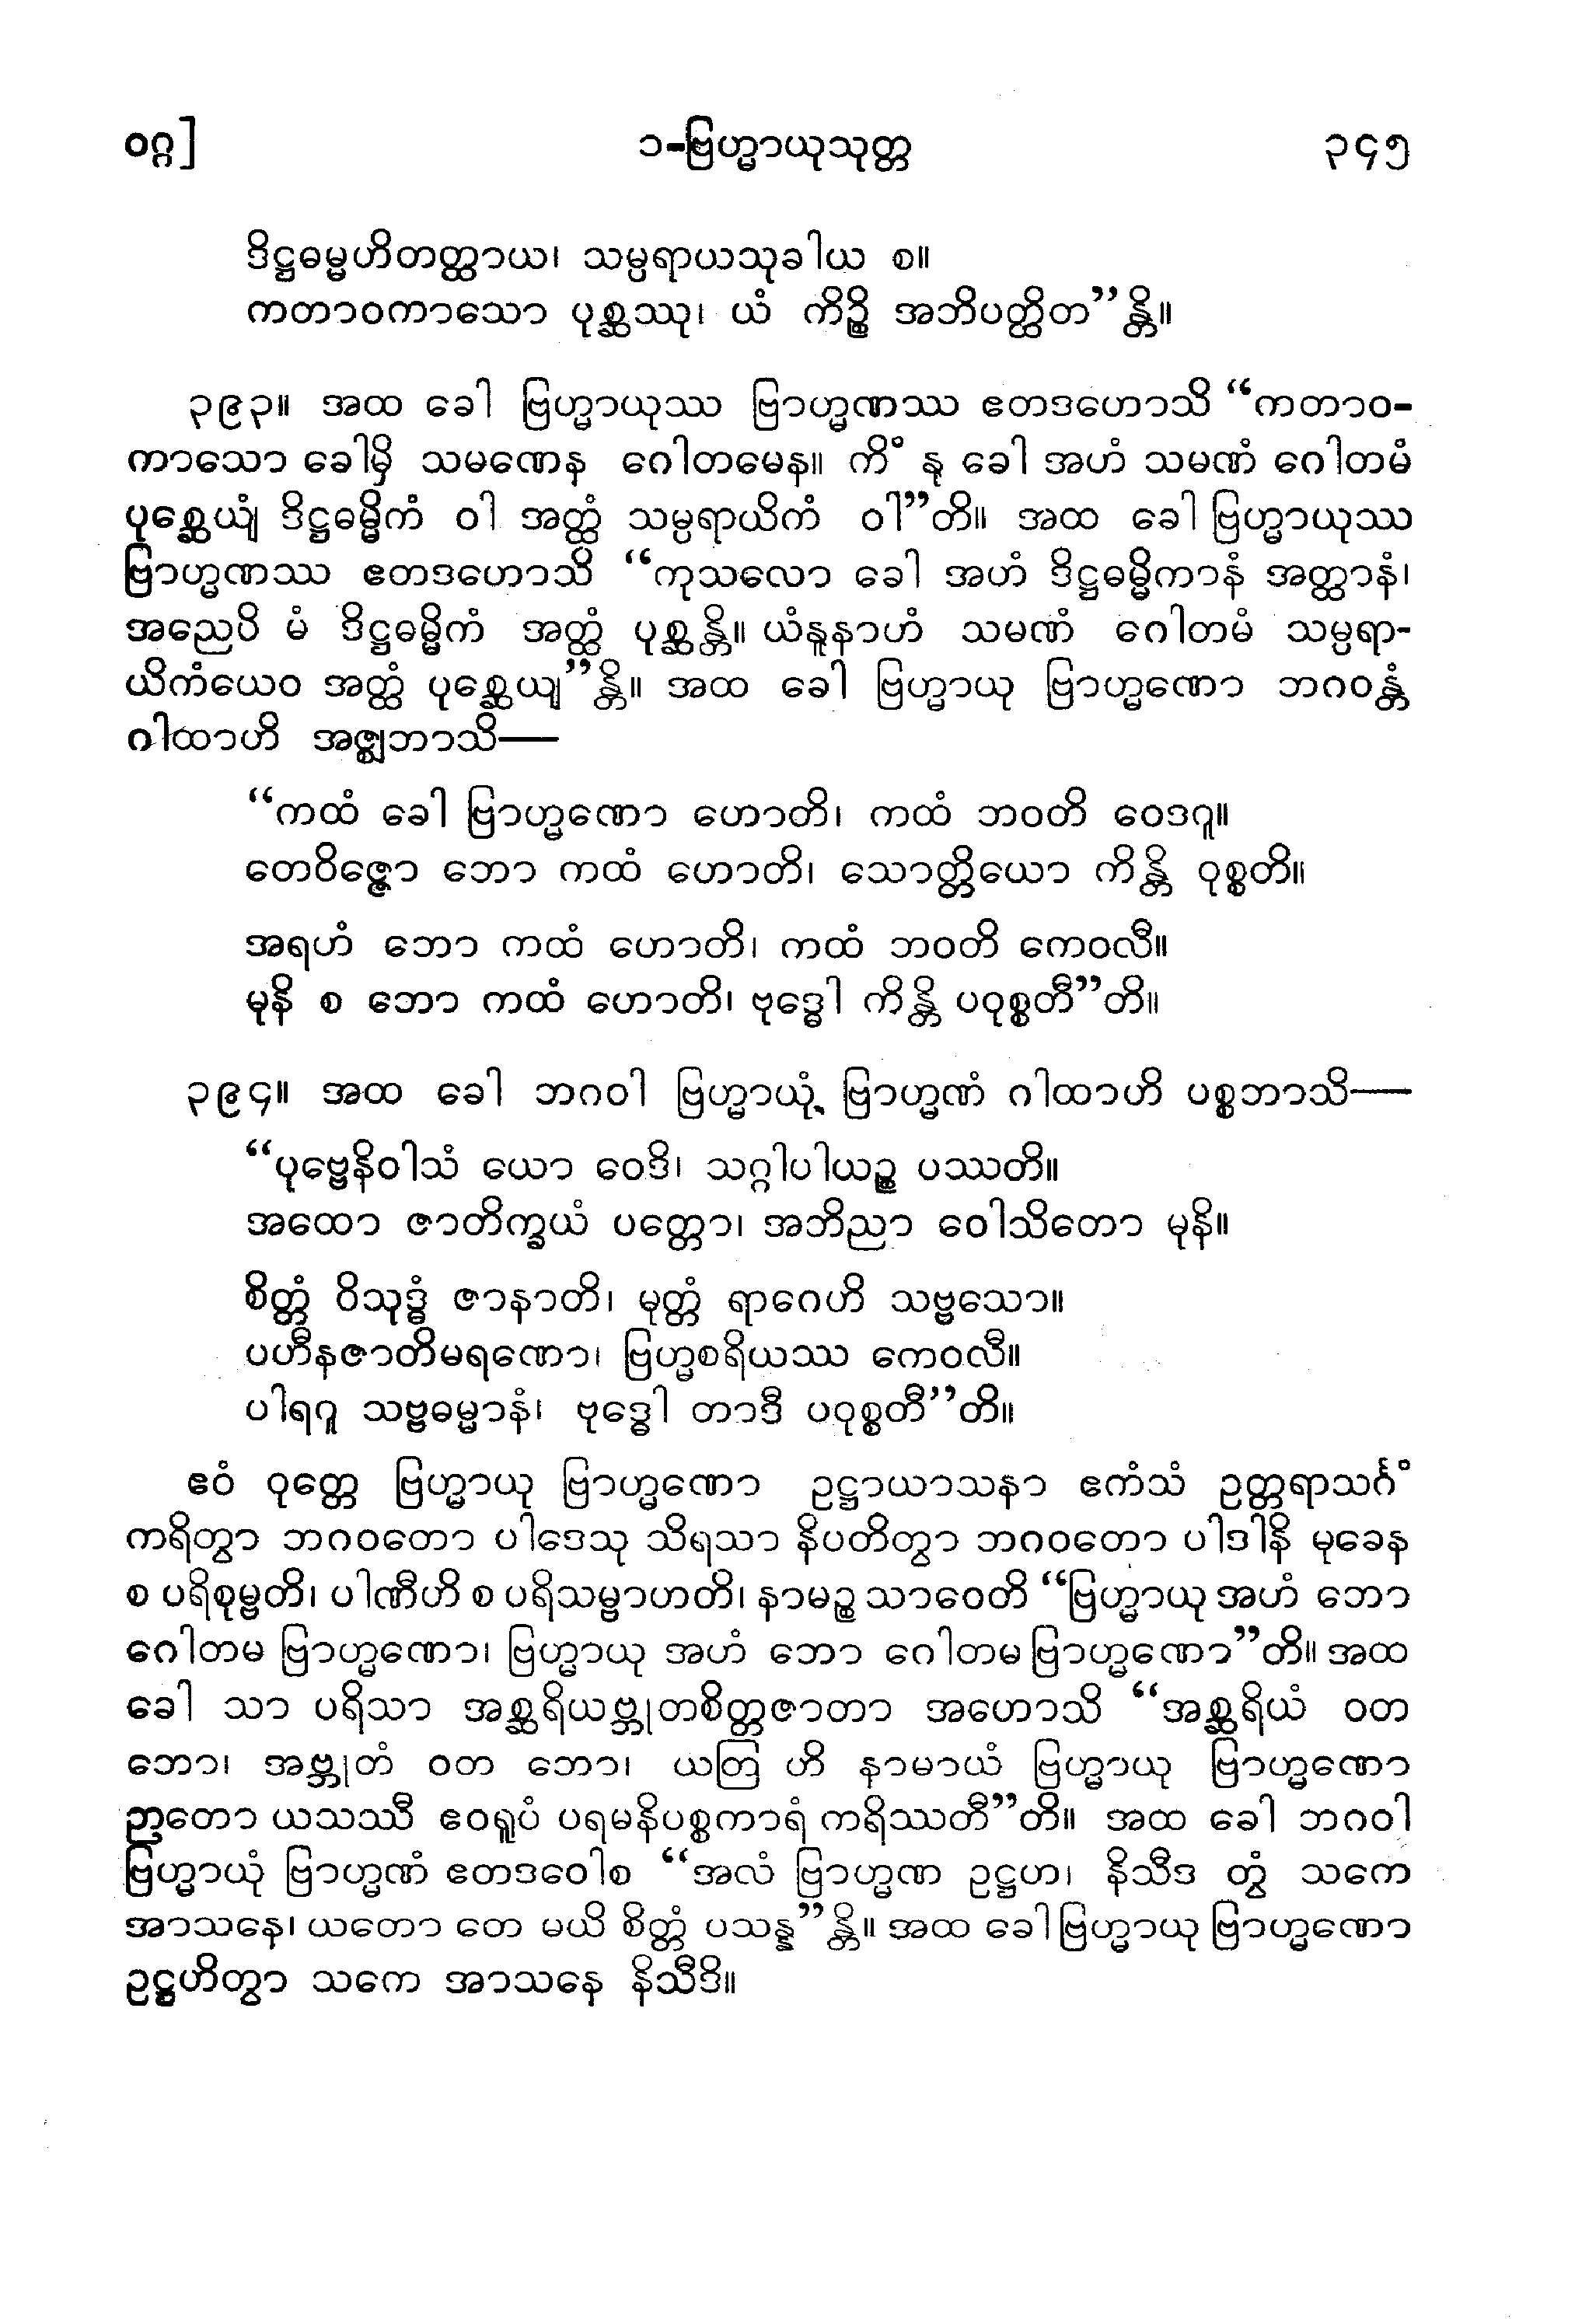 ဝဂ္ဂ] ၁-ဗြဟ္မာယုသုတ္တ ၃၄၅
ဒိဋ္ဌဓမ္မဟိတတ္ထာယ၊ သမ္ပရာယသုခါယ စ။
ကတာဝကာသော ပုစ္ဆဿု၊ ယံ ကိဉ္စိ အဘိပတ္ထိတ”န္တိ။
၃၉၃။ အထ ခေါ ဗြဟ္မာယုဿ ဗြာဟ္မဏဿ ဧတဒဟောသိ “ကတာဝ-
ကာသော ခေါမှိ သမဏေန ဂေါတမေန။ ကိံ နု ခေါ အဟံ သမဏံ ဂေါတမံ
ပုစ္ဆေယျံ ဒိဋ္ဌဓမ္မိကံ ဝါ အတ္ထံ သမ္ပရာယိကံ ဝါ”တိ။ အထ ခေါ ဗြဟ္မာယုဿ
ဗြာဟ္မဏဿ ဧတဒဟောသိ “ကုသလော ခေါ အဟံ ဒိဋ္ဌဓမ္မိကာနံ အတ္ထာနံ၊
အညေပိ မံ ဒိဋ္ဌဓမ္မိကံ အတ္ထံ ပုစ္ဆန္တိ။ ယံနူနာဟံ သမဏံ ဂေါတမံ သမ္ပရာ-
ယိကံယေဝ အတ္ထံ ပုစ္ဆေယျ”န္တိ။ အထ ခေါ ဗြဟ္မာယု ဗြာဟ္မဏော ဘဂဝန္တံ
ဂါထာဟိ အဇ္ဈဘာသိ—
“ကထံ ခေါ ဗြာဟ္မဏော ဟောတိ၊ ကထံ ဘဝတိ ဝေဒဂူ။
တေဝိဇ္ဇော ဘော ကထံ ဟောတိ၊ သောတ္တိယော ကိန္တိ ဝုစ္စတိ။
အရဟံ ဘော ကထံ ဟောတိ၊ ကထံ ဘဝတိ ကေဝလီ။
မုနိ စ ဘော ကထံ ဟောတိ၊ ဗုဒ္ဓေါ ကိန္တိ ပဝုစ္စတီ”တိ။
၃၉၄။ အထ ခေါ ဘဂဝါ ဗြဟ္မာယုံ ဗြာဟ္မဏံ ဂါထာဟိ ပစ္စဘာသိ—
“ပုဗ္ဗေနိဝါသံ ယော ဝေဒိ၊ သဂ္ဂါပါယဉ္စ ပဿတိ။
အထော ဇာတိက္ခယံ ပတ္တော၊ အဘိညာ ဝေါသိတော မုနိ။
စိတ္တံ ဝိသုဒ္ဓံ ဇာနာတိ၊ မုတ္တံ ရာဂေဟိ သဗ္ဗသော။
ပဟီနဇာတိမရဏော၊ ဗြဟ္မစရိယဿ ကေဝလီ။
ပါရဂူ သဗ္ဗဓမ္မာနံ၊ ဗုဒ္ဓေါ တာဒီ ပဝုစ္စတီ”တိ။
ဧဝံ ဝုတ္တေ ဗြဟ္မာယု ဗြာဟ္မဏော ဥဋ္ဌာယာသနာ ဧကံသံ ဥတ္တရာသင်္ဂံ
ကရိတွာ ဘဂဝတော ပါဒေသု သိရသာ နိပတိတွာ ဘဂဝတော ပါဒါနိ မုခေန
စ ပရိစုမ္ဗတိ၊ ပါဏီဟိ စ ပရိသမ္ဗာဟတိ၊ နာမဉ္စ သာဝေတိ “ဗြဟ္မာယု အဟံ ဘော
ဂေါတမ ဗြာဟ္မဏော၊ ဗြဟ္မာယု အဟံ ဘော ဂေါတမ ဗြာဟ္မဏော”တိ။ အထ
ခေါ သာ ပရိသာ အစ္ဆရိယဗ္ဘုတစိတ္တဇာတာ အဟောသိ “အစ္ဆရိယံ ဝတ
ဘော၊ အဗ္ဘုတံ ဝတ ဘော၊ ယတြ ဟိ နာမာယံ ဗြဟ္မာယု ဗြာဟ္မဏော
ဉာတော ယသဿီ ဧဝရူပံ ပရမနိပစ္စကာရံ ကရိဿတီ”တိ။ အထ ခေါ ဘဂဝါ
ဗြဟ္မာယုံ ဗြာဟ္မဏံ ဧတဒဝေါစ “အလံ ဗြာဟ္မဏ ဥဋ္ဌဟ၊ နိသီဒ တွံ သကေ
အာသနေ၊ ယတော တေ မယိ စိတ္တံ ပသန္န”န္တိ။ အထ ခေါ ဗြဟ္မာယု ဗြာဟ္မဏော
ဥဋ္ဌဟိတွာ သကေ အာသနေ နိသီဒိ။